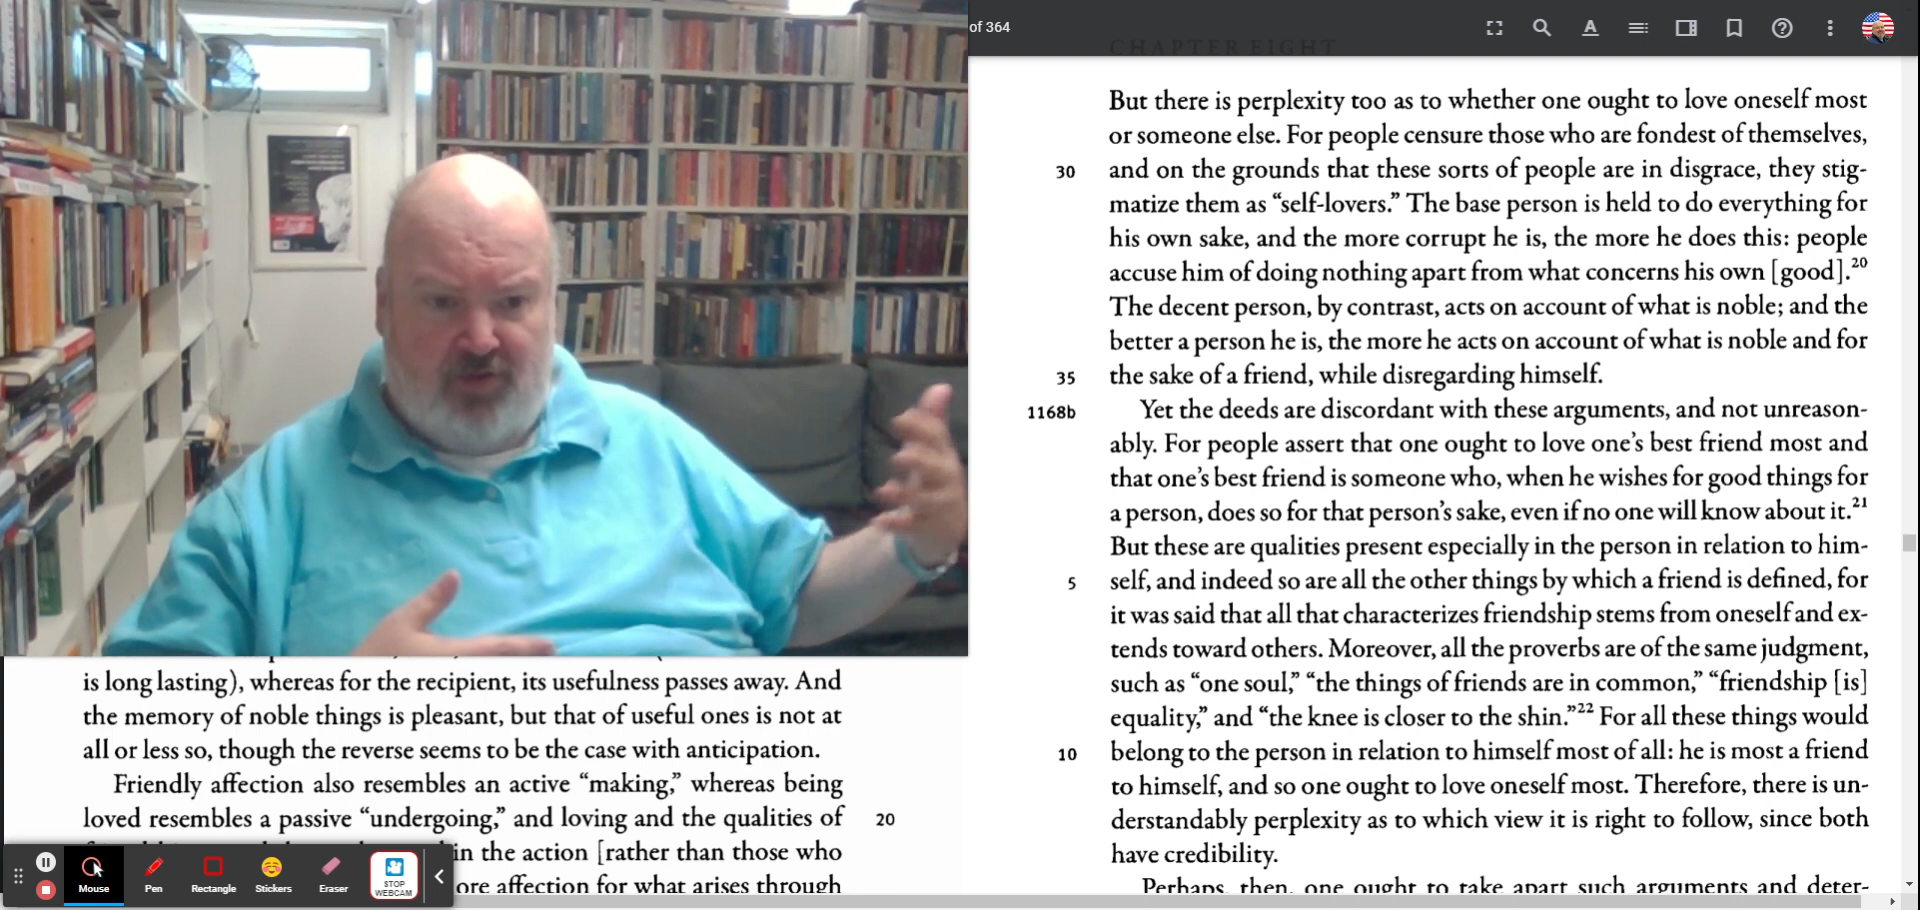 of 364
CHAPTER EIGHT
But there is perplexity too as to whether one ought to love oneself most
or someone else. For people censure those who are fondest of themselves,
30 and on the grounds that these sorts of people are in disgrace, they stig-
matize them as “self-lovers.” The base person is held to do everything for
his own sake, and the more corrupt he is, the more he does this: people
accuse him of doing nothing apart from what concerns his own [good].20
The decent person, by contrast, acts on account of what is noble; and the
better a person he is, the more he acts on account of what is noble and for
35 the sake of a friend, while disregarding himself.
1168b Yet the deeds are discordant with these arguments, and not unreason-
ably. For people assert that one ought to love one’s best friend most and
that one’s best friend is someone who, when he wishes for good things for
a person, does so for that person’s sake, even if no one will know about it.21
But these are qualities present especially in the person in relation to him-
5 self, and indeed so are all the other things by which a friend is defined, for
it was said that all that characterizes friendship stems from oneself and ex-
tends toward others. Moreover, all the proverbs are of the same judgment,
such as “one soul,” “the things of friends are in common,” “friendship [is]
equality,” and “the knee is closer to the shin.”22 For all these things would
10 belong to the person in relation to himself most of all: he is most a friend
to himself, and so one ought to love oneself most. Therefore, there is un-
derstandably perplexity as to which view it is right to follow, since both
have credibility.
Perhaps, then, one ought to take apart such arguments and deter-
is long lasting), whereas for the recipient, its usefulness passes away. And
the memory of noble things is pleasant, but that of useful ones is not at
all or less so, though the reverse seems to be the case with anticipation.
Friendly affection also resembles an active “making,” whereas being
loved resembles a passive “undergoing,” and loving and the qualities of 20
in the action [rather than those who
ore affection for what arises through
Mouse
Pen
Rectangle
Stickers
Eraser
STOP
WEBCAM